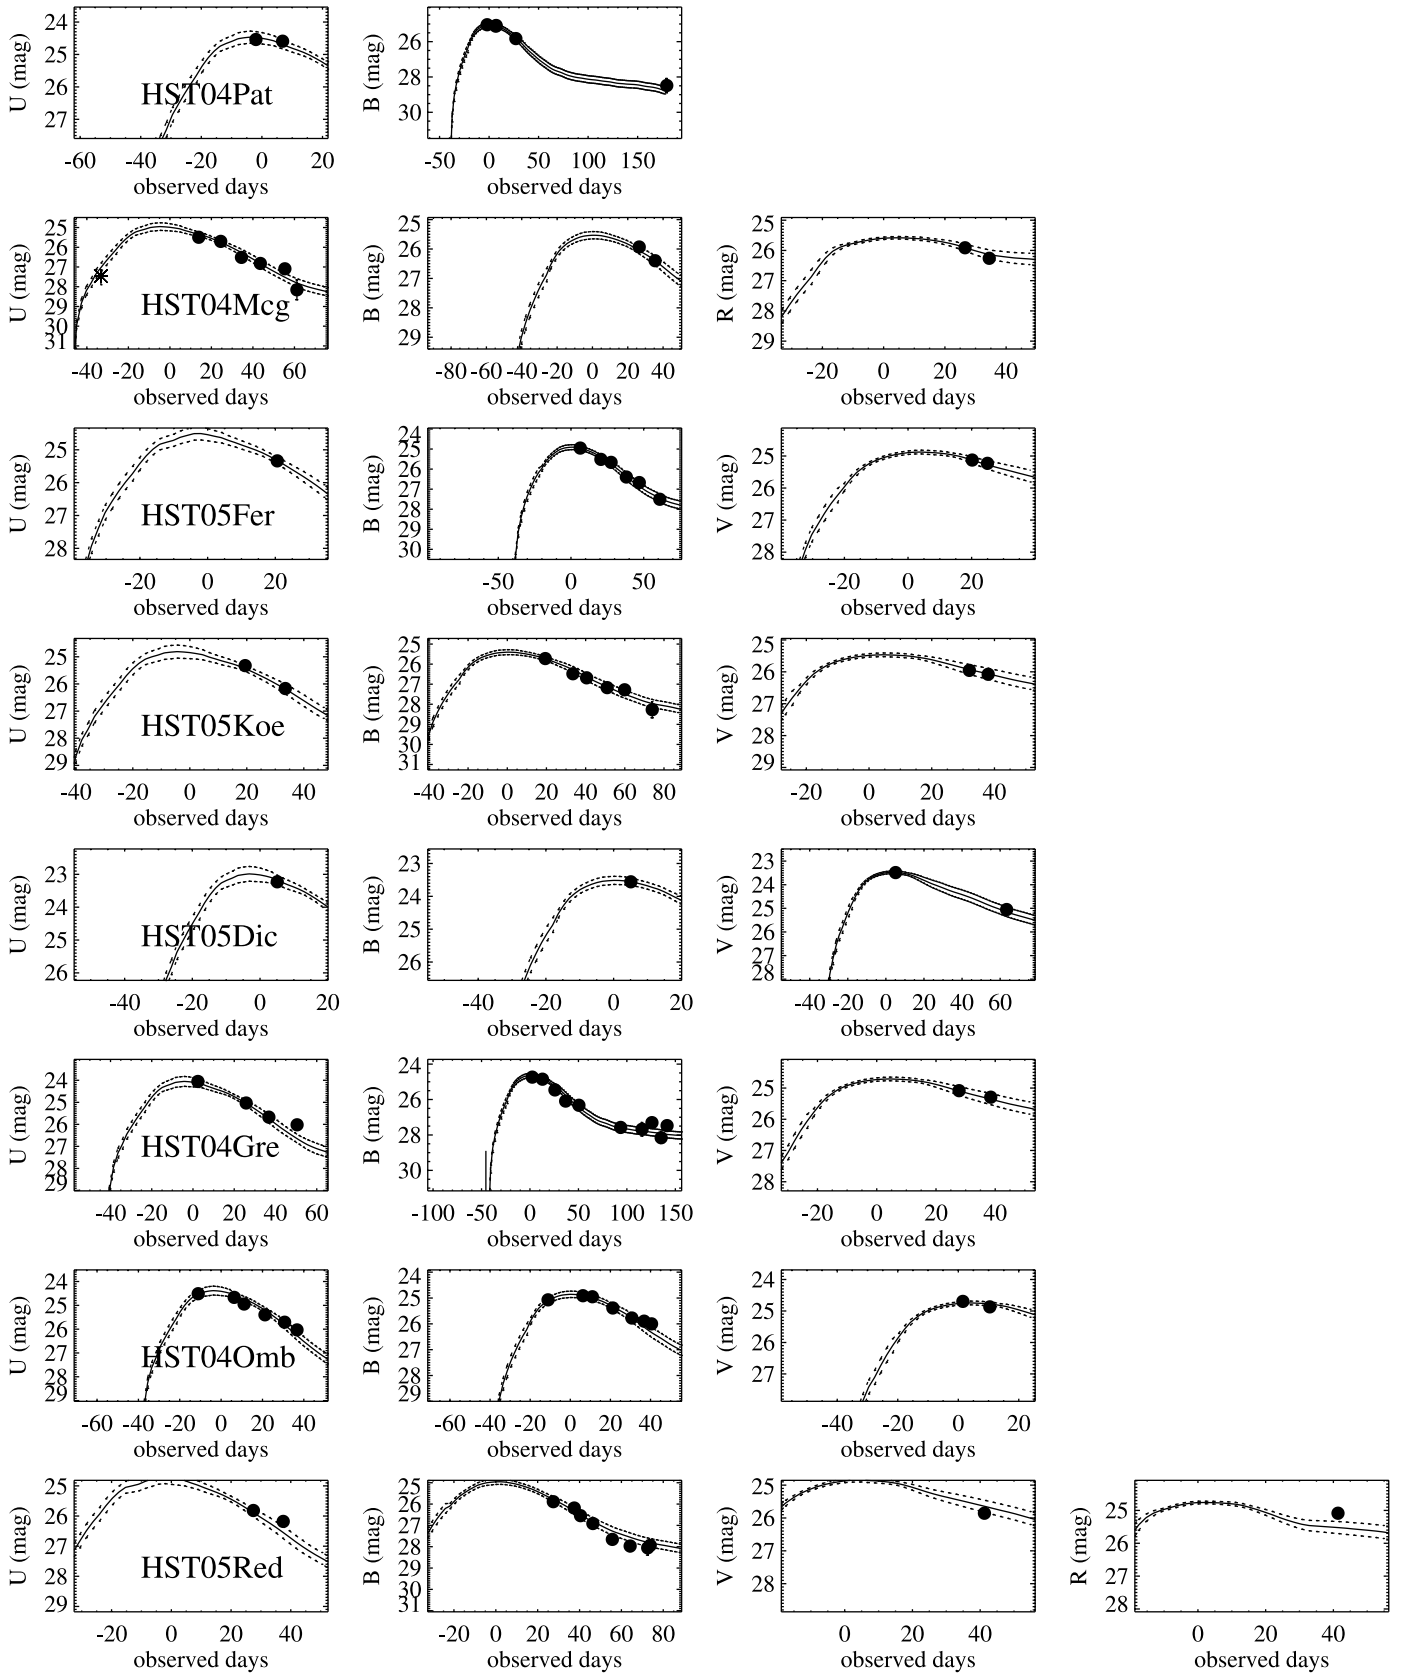 U (mag)
24
25
26
27
HST04Pat
-60 -40 -20 0 20
observed days
B (mag)
26
28
30
-50 0 50 100 150
observed days
U (mag)
25
26
27
28
29
30
31
HST04Mcg
-40 -20 0 20 40 60
observed days
B (mag)
25
26
27
28
29
-80 -60 -40 -20 0 20 40
observed days
R (mag)
25
26
27
28
29
-20 0 20 40
observed days
U (mag)
25
26
27
28
HST05Fer
-20 0 20
observed days
B (mag)
24
25
26
27
28
29
30
-50 0 50
observed days
V (mag)
25
26
27
28
-20 0 20
observed days
U (mag)
25
26
27
28
29
HST05Koe
-40 -20 0 20 40
observed days
B (mag)
25
26
27
28
29
30
31
-40 -20 0 20 40 60 80
observed days
V (mag)
25
26
27
28
29
-20 0 20 40
observed days
U (mag)
23
24
25
26
HST05Dic
-40 -20 0 20
observed days
B (mag)
23
24
25
26
-40 -20 0 20
observed days
V (mag)
23
24
25
26
27
28
-40 -20 0 20 40 60
observed days
U (mag)
24
25
26
27
28
29
HST04Gre
-40 -20 0 20 40 60
observed days
B (mag)
24
26
28
30
-100 -50 0 50 100 150
observed days
V (mag)
25
26
27
28
-20 0 20 40
observed days
U (mag)
24
25
26
27
28
29
HST04Omb
-60 -40 -20 0 20 40
observed days
B (mag)
24
25
26
27
28
29
-60 -40 -20 0 20 40
observed days
V (mag)
24
25
26
27
-40 -20 0 20
observed days
U (mag)
25
26
27
28
29
HST05Red
-20 0 20 40
observed days
B (mag)
25
26
27
28
29
30
31
-20 0 20 40 60 80
observed days
V (mag)
25
26
27
28
0 20 40
observed days
R (mag)
25
26
27
28
0 20 40
observed days